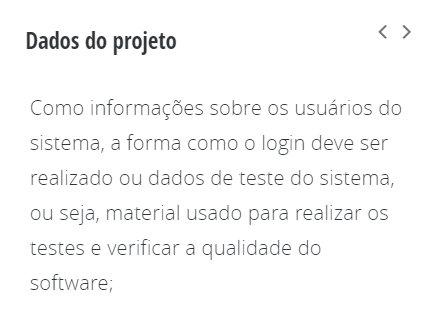 Dados do projeto
Como informações sobre os usuários do
sistema, a forma como o login deve ser
realizado ou dados de teste do sistema,
ou seja, material usado para realizar os
testes e verificar a qualidade do
software;